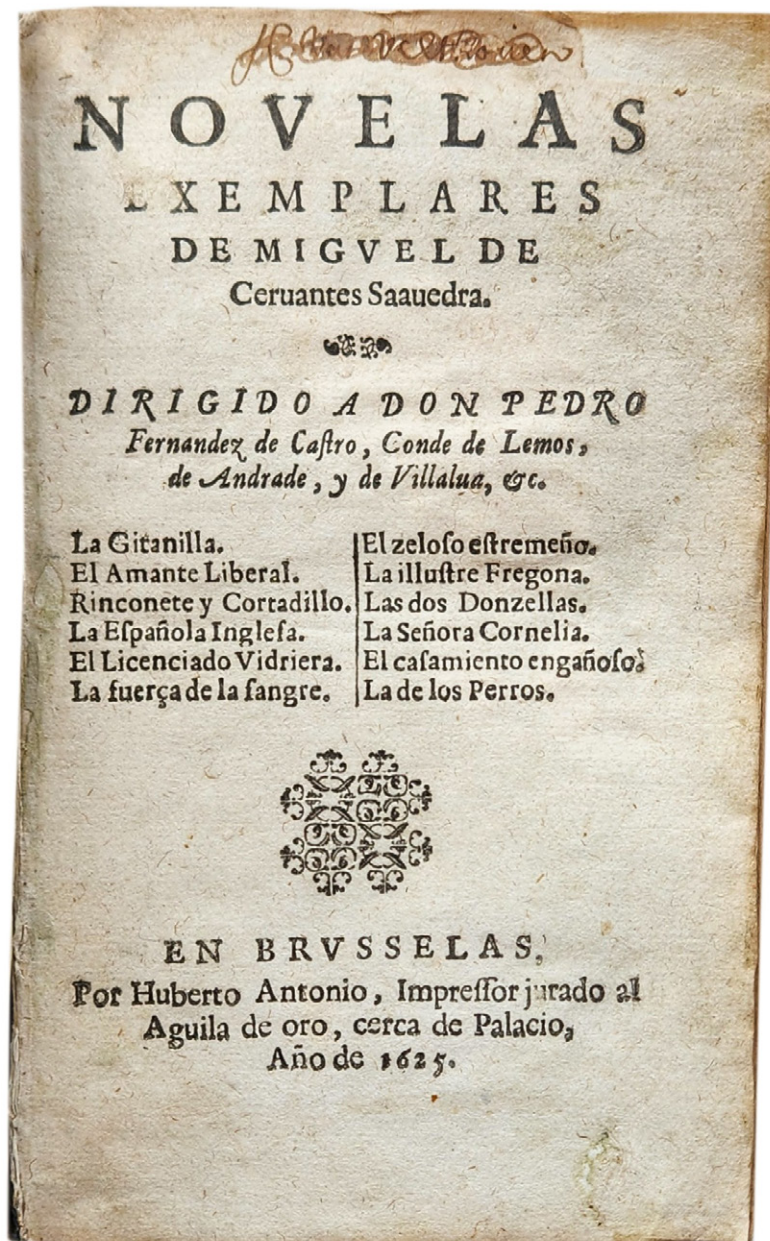 NOVELAS
EXEMPLARES
DE MIGVEL DE
Ceruantes Saauedra.
DIRIGIDO A DON PEDRO
Fernandez de Caſtro, Conde de Lemos,
de Andrade, y de Villalua, &c.
La Gitanilla.
El Amante Liberal.
Rinconete y Cortadillo.
La Eſpañola Ingleſa.
El Licenciado Vidriera.
La fuerça de la ſangre.
El zeloſo eſtremeño.
La illuſtre Fregona.
Las dos Donzellas.
La Señora Cornelia.
El caſamiento engañoſo.
La de los Perros.
EN BRVSSELAS,
Por Huberto Antonio, Impreſſor jurado al
Aguila de oro, cerca de Palacio,
Año de 1625.